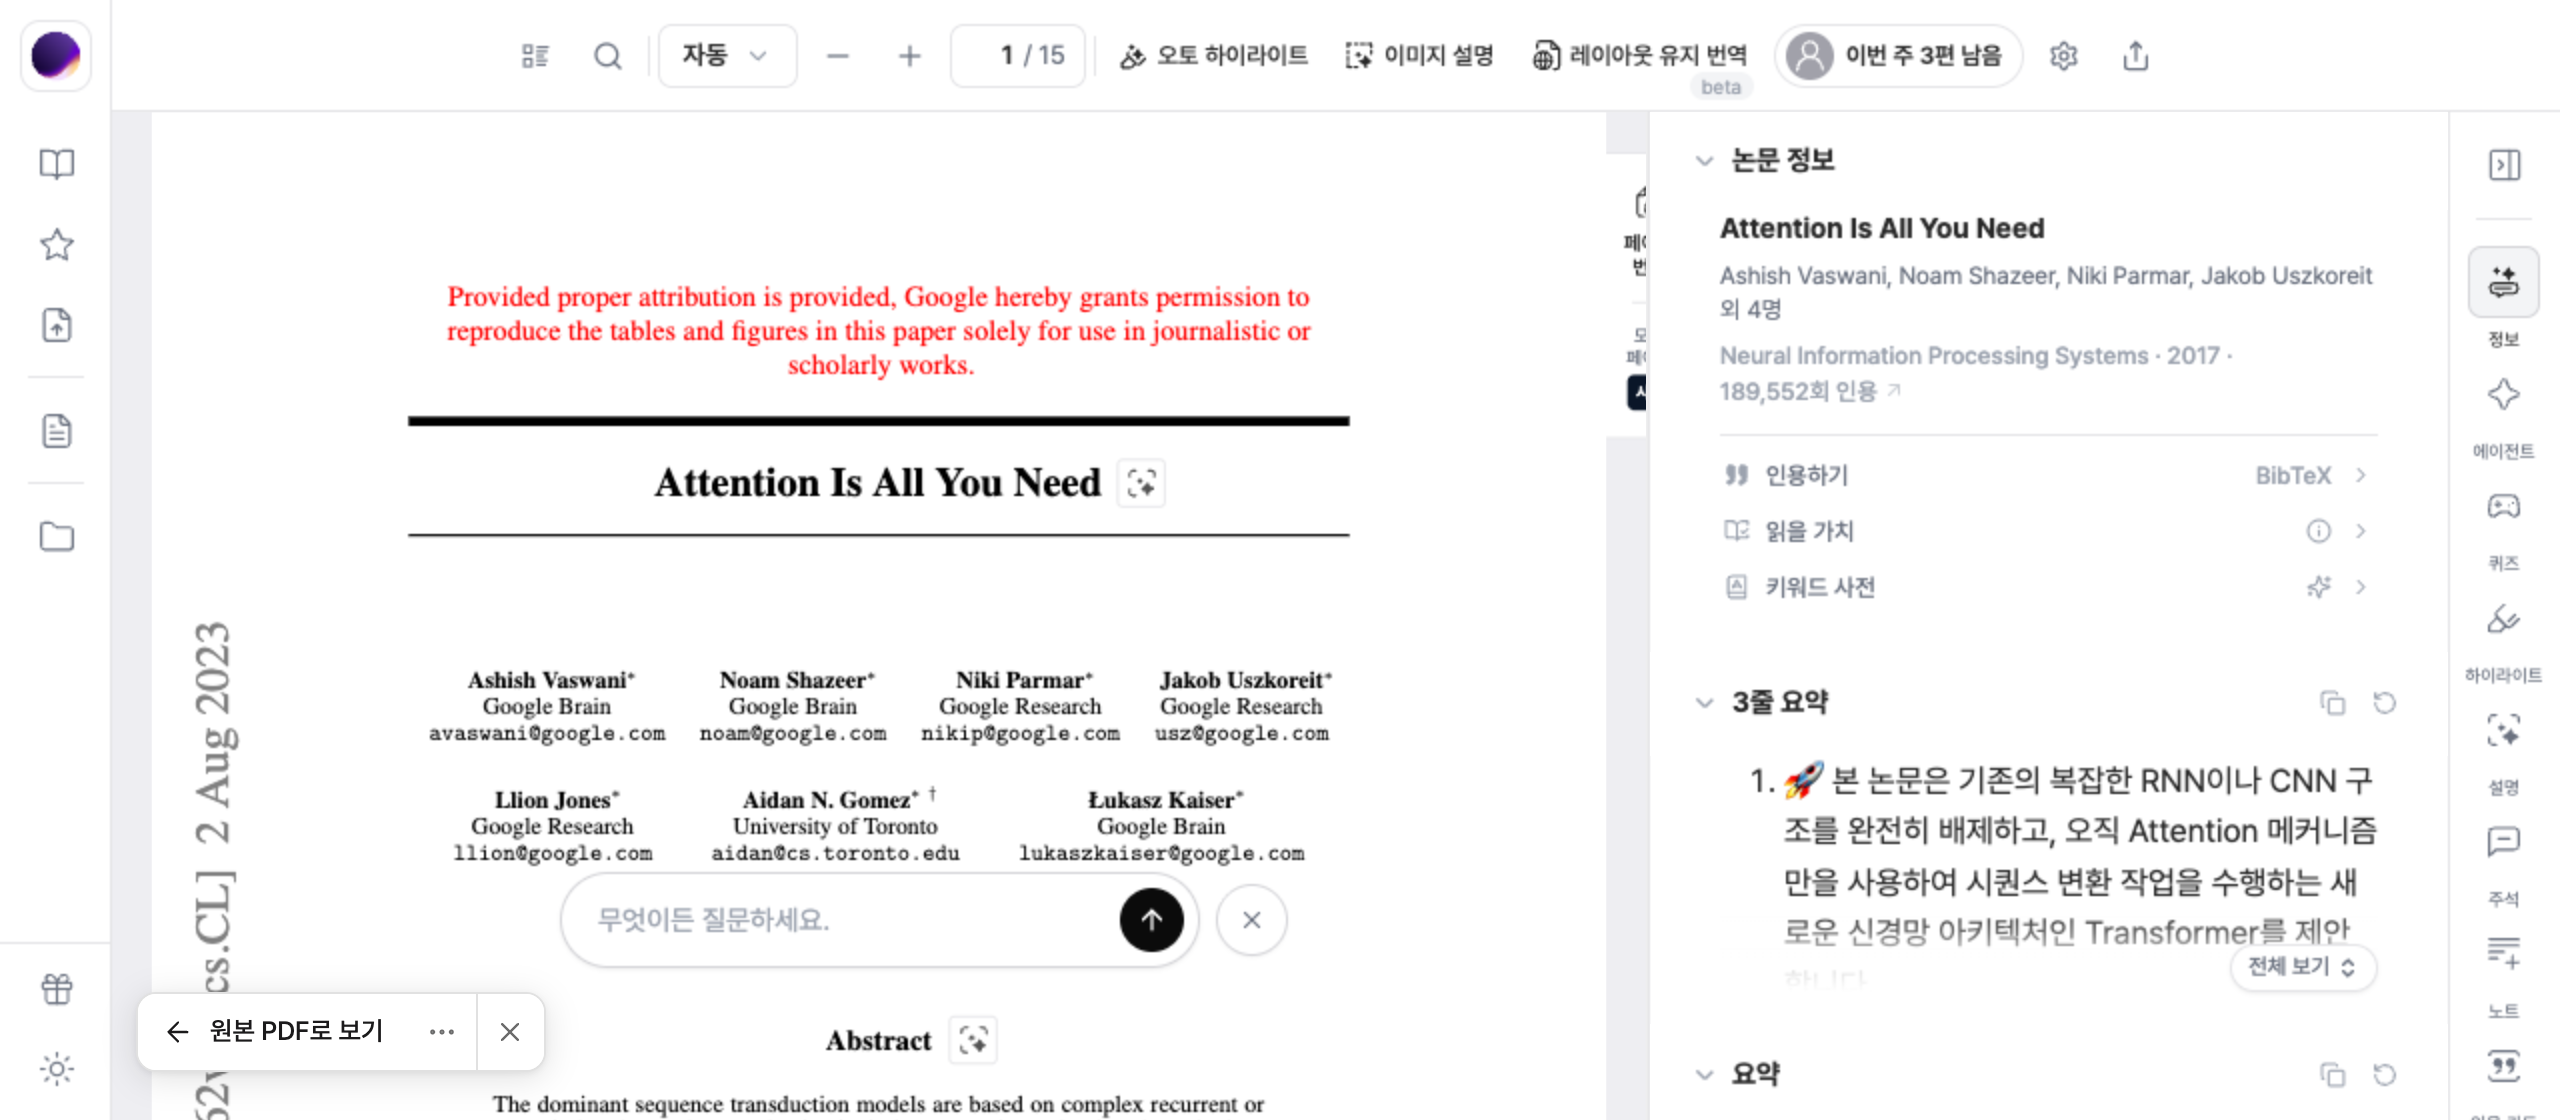 자동
1 / 15
오토 하이라이트
이미지 설명
레이아웃 유지 번역
beta
이번 주 3편 남음
Provided proper attribution is provided, Google hereby grants permission to
reproduce the tables and figures in this paper solely for use in journalistic or
scholarly works.
Attention Is All You Need
Ashish Vaswani* Noam Shazeer* Niki Parmar* Jakob Uszkoreit*
Google Brain Google Brain Google Research Google Research
avaswani@google.com noam@google.com nikip@google.com usz@google.com
Llion Jones* Aidan N. Gomez* † Łukasz Kaiser*
Google Research University of Toronto Google Brain
llion@google.com aidan@cs.toronto.edu lukaszkaiser@google.com
무엇이든 질문하세요.
Abstract
The dominant sequence transduction models are based on complex recurrent or
cs.CL] 2 Aug 2023
원본 PDF로 보기
논문 정보
Attention Is All You Need
Ashish Vaswani, Noam Shazeer, Niki Parmar, Jakob Uszkoreit
외 4명
Neural Information Processing Systems · 2017 ·
189,552회 인용
인용하기 BibTeX
읽을 가치
키워드 사전
3줄 요약
1. 🚀 본 논문은 기존의 복잡한 RNN이나 CNN 구
조를 완전히 배제하고, 오직 Attention 메커니즘
만을 사용하여 시퀀스 변환 작업을 수행하는 새
로운 신경망 아키텍처인 Transformer를 제안
합니다
전체 보기
요약
정보
에이전트
퀴즈
하이라이트
설명
주석
노트